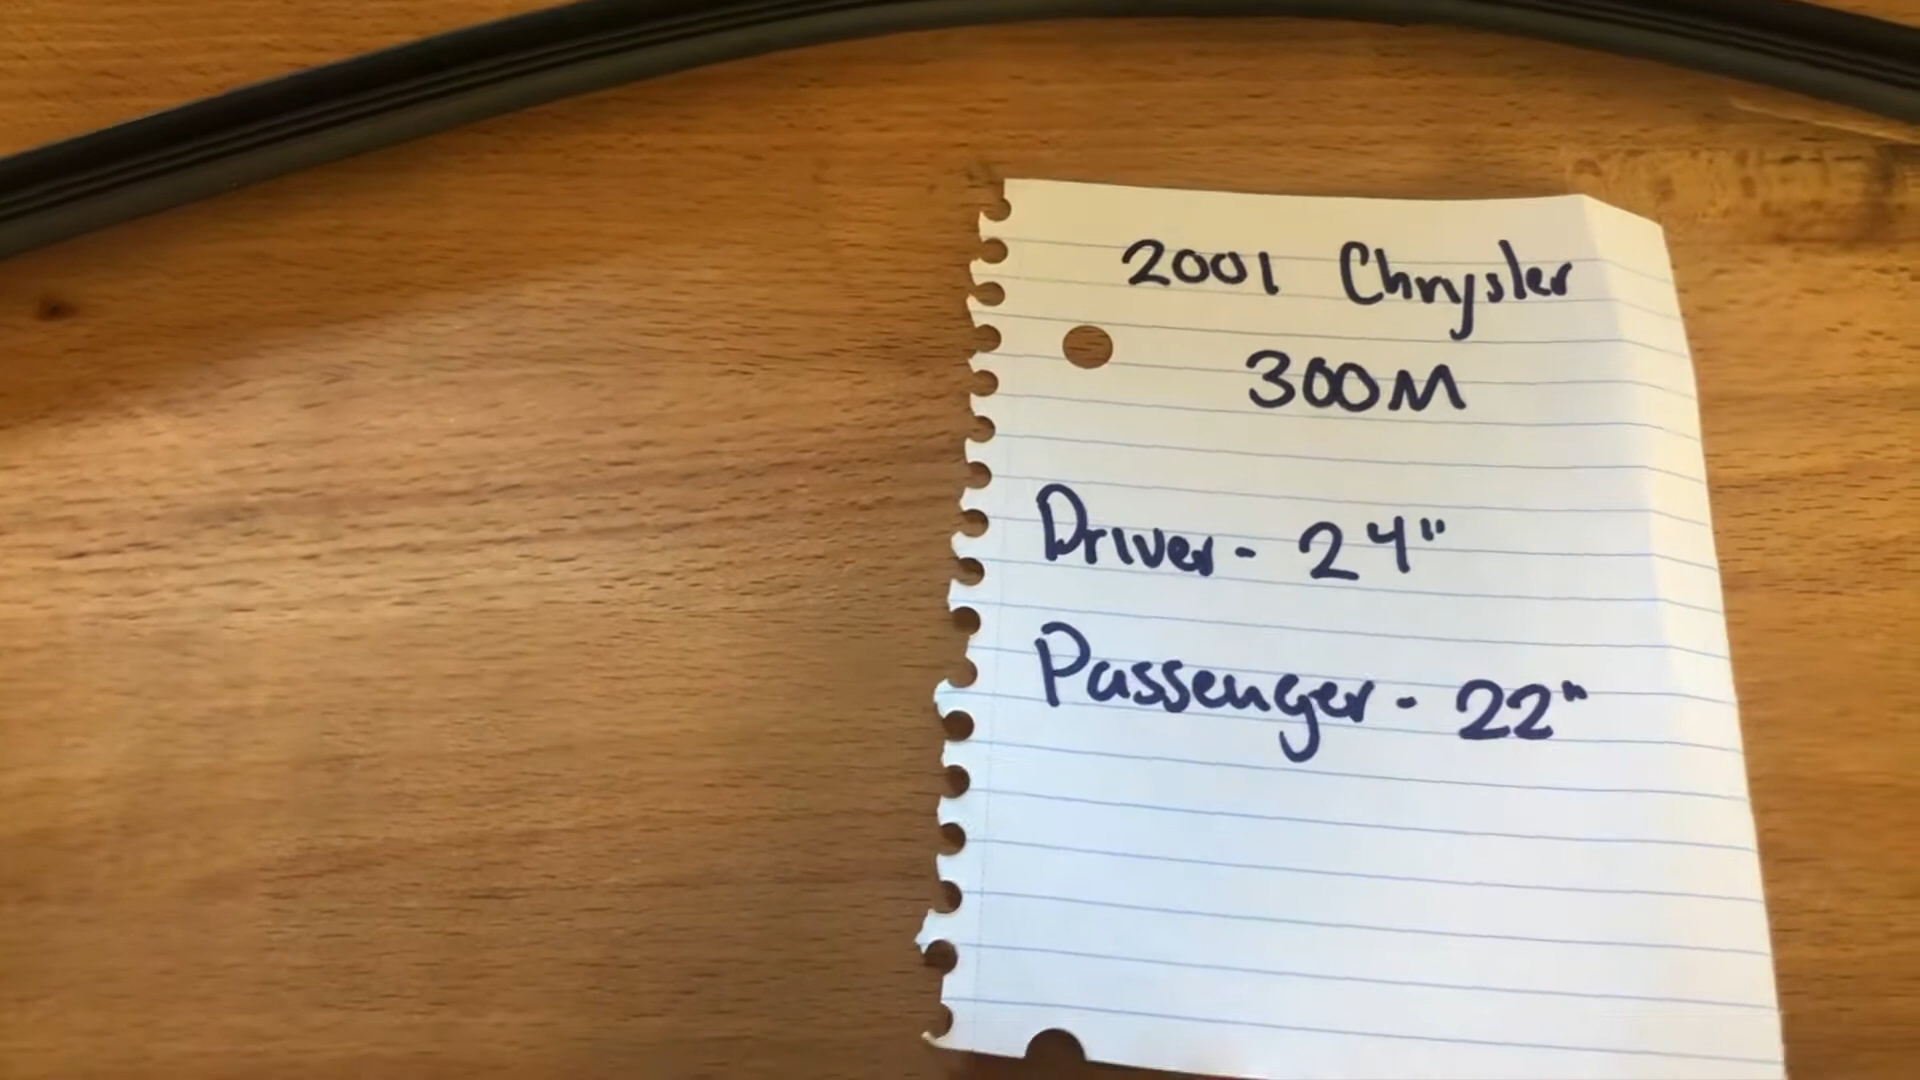 2001 Chrysler
300M
Driver - 24"
Passenger - 22"